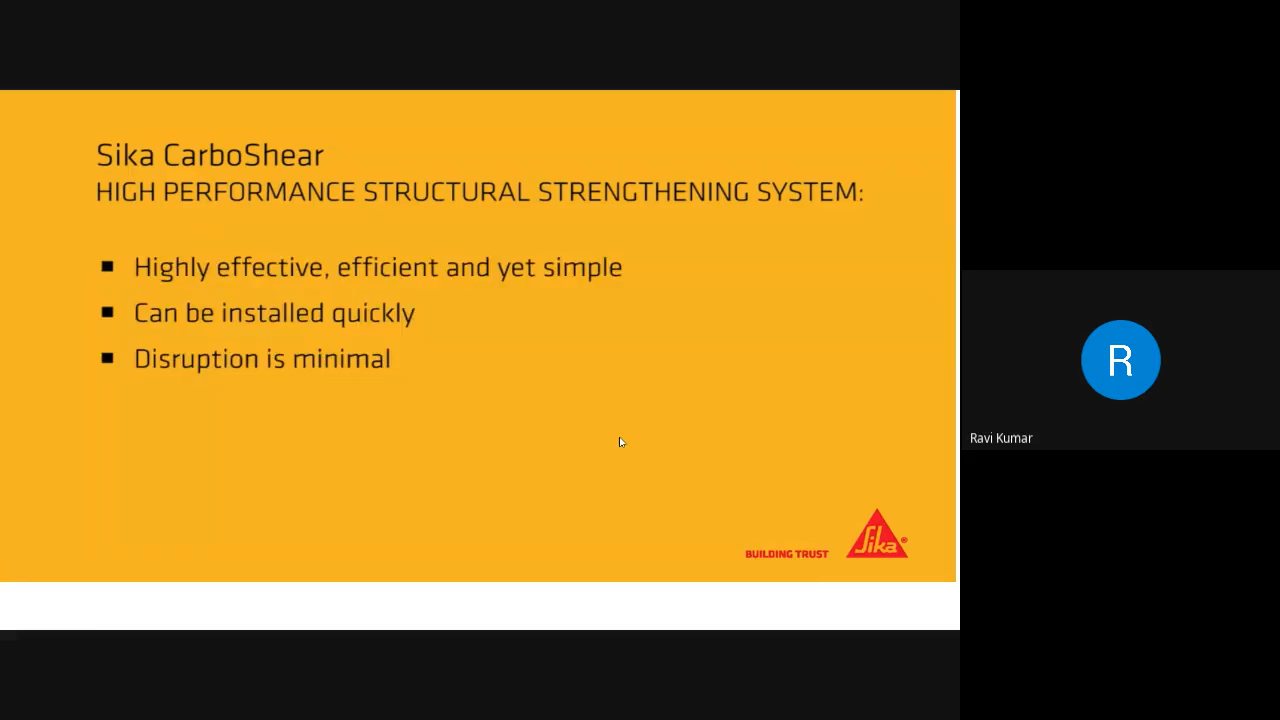 Sika CarboShear
HIGH PERFORMANCE STRUCTURAL STRENGTHENING SYSTEM:
■ Highly effective, efficient and yet simple
■ Can be installed quickly
■ Disruption is minimal
BUILDING TRUST
Sika®
R
Ravi Kumar